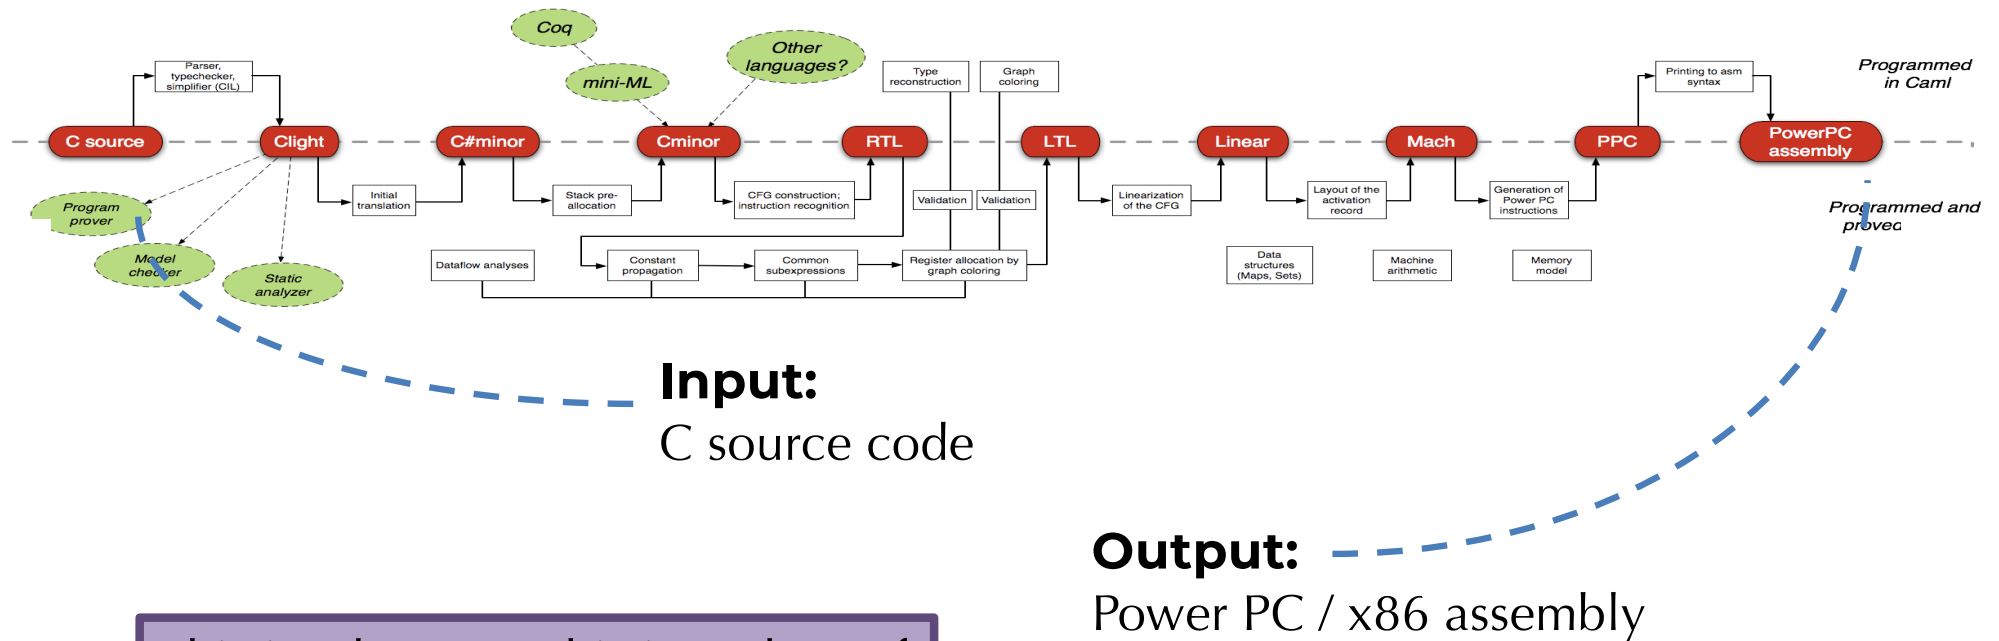 Coq
Other
languages?
mini-ML
Parser,
typechecker,
simplifier (CIL)
Type
reconstruction
Graph
coloring
Printing to asm
syntax
Programmed
in Caml
C source
Clight
C#minor
Cminor
RTL
LTL
Linear
Mach
PPC
PowerPC
assembly
Initial
translation
Stack pre-
allocation
CFG construction;
instruction recognition
Validation
Validation
Linearization
of the CFG
Layout of the
activation
record
Generation of
Power PC
instructions
Program
prover
Programmed and
proved
Model
checker
Static
analyzer
Dataflow analyses
Constant
propagation
Common
subexpressions
Register allocation by
graph coloring
Data
structures
(Maps, Sets)
Machine
arithmetic
Memory
model
Input:
C source code
Output:
Power PC / x86 assembly